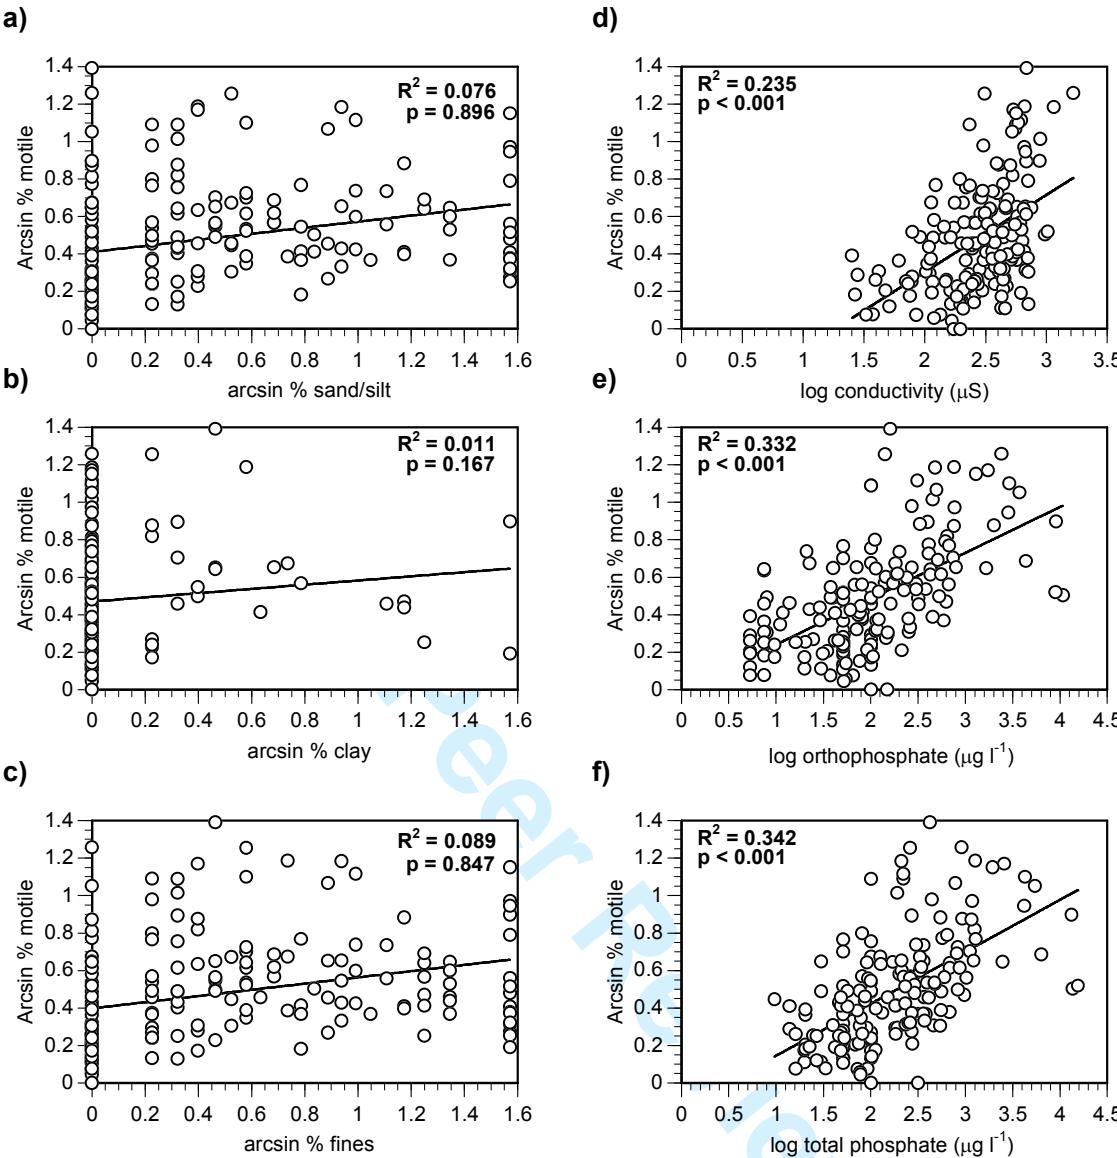 a)
1.4
1.2
1
0.8
0.6
0.4
0.2
0
Arcsin % motile
R² = 0.076
p = 0.896
0 0.2 0.4 0.6 0.8 1 1.2 1.4 1.6
arcsin % sand/silt
b)
1.4
1.2
1
0.8
0.6
0.4
0.2
0
Arcsin % motile
R² = 0.011
p = 0.167
0 0.2 0.4 0.6 0.8 1 1.2 1.4 1.6
arcsin % clay
c)
1.4
1.2
1
0.8
0.6
0.4
0.2
0
Arcsin % motile
R² = 0.089
p = 0.847
0 0.2 0.4 0.6 0.8 1 1.2 1.4 1.6
arcsin % fines
d)
1.4
1.2
1
0.8
0.6
0.4
0.2
0
Arcsin % motile
R² = 0.235
p < 0.001
0 0.5 1 1.5 2 2.5 3 3.5
log conductivity (μS)
e)
1.4
1.2
1
0.8
0.6
0.4
0.2
0
Arcsin % motile
R² = 0.332
p < 0.001
0 0.5 1 1.5 2 2.5 3 3.5 4 4.5
log orthophosphate (μg l⁻¹)
f)
1.4
1.2
1
0.8
0.6
0.4
0.2
0
Arcsin % motile
R² = 0.342
p < 0.001
0 0.5 1 1.5 2 2.5 3 3.5 4 4.5
log total phosphate (μg l⁻¹)